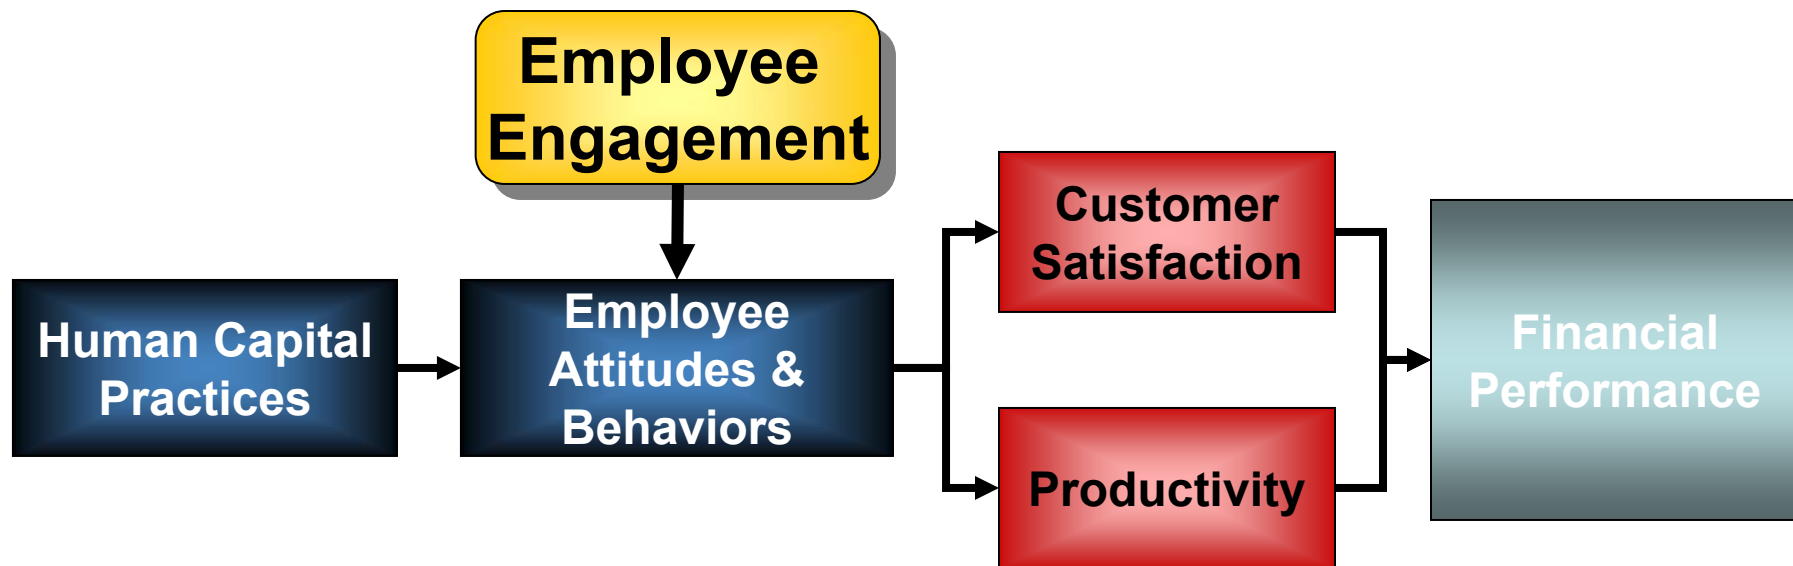 Employee
Engagement
Human Capital
Practices
Employee
Attitudes &
Behaviors
Customer
Satisfaction
Productivity
Financial
Performance